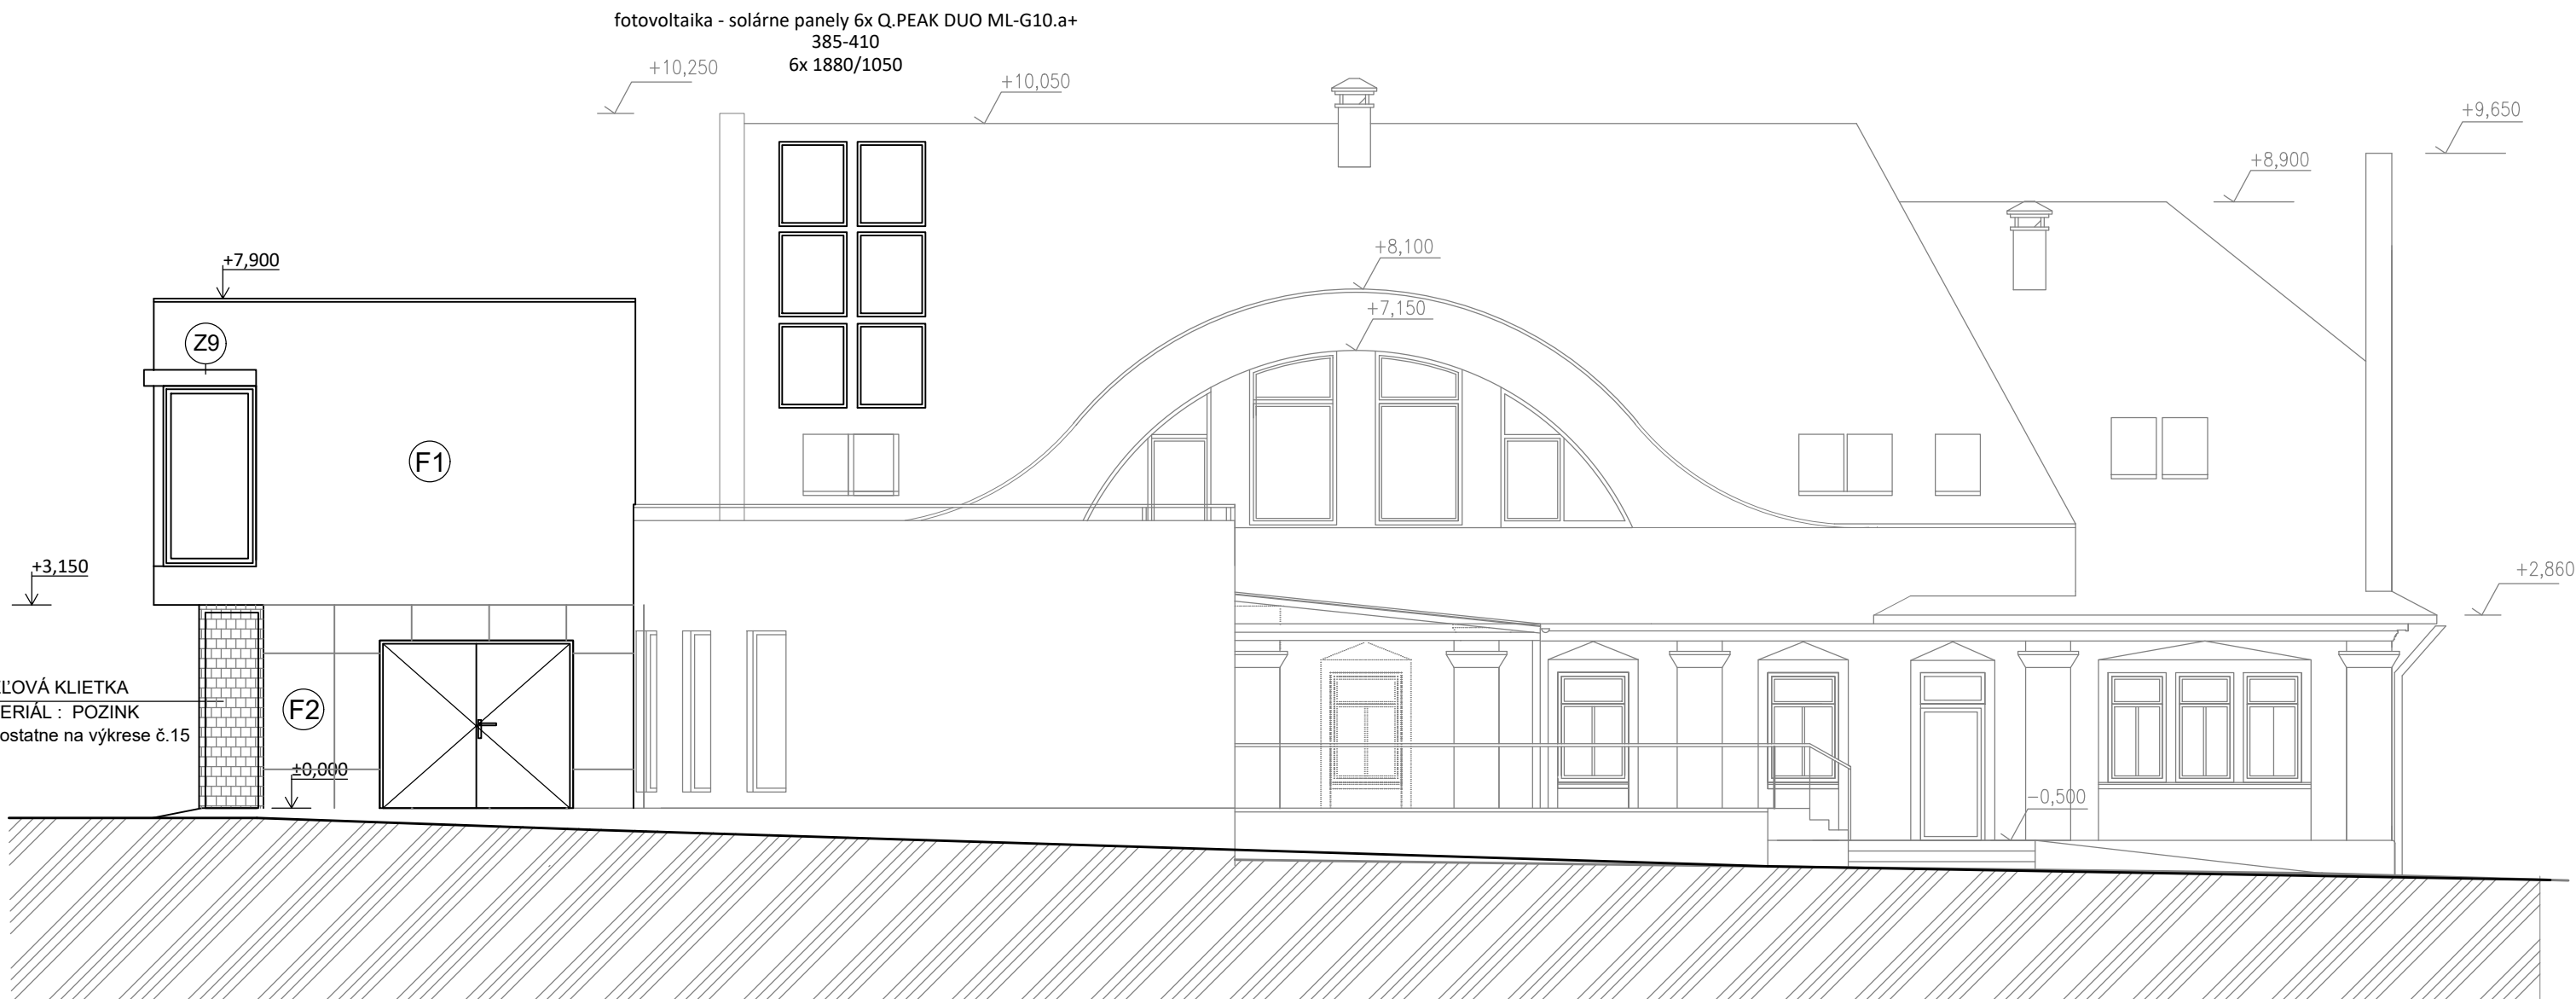 fotovoltaika - solárne panely 6x Q.PEAK DUO ML-G10.a+
385-410
6x 1880/1050
+10,250
+10,050
+9,650
+8,900
+8,100
+7,900
+7,150
Z9
F1
+3,150
+2,860
ĽOVÁ KLIETKA
ERIÁL : POZINK
ostatne na výkrese č.15
F2
±0,000
-0,500